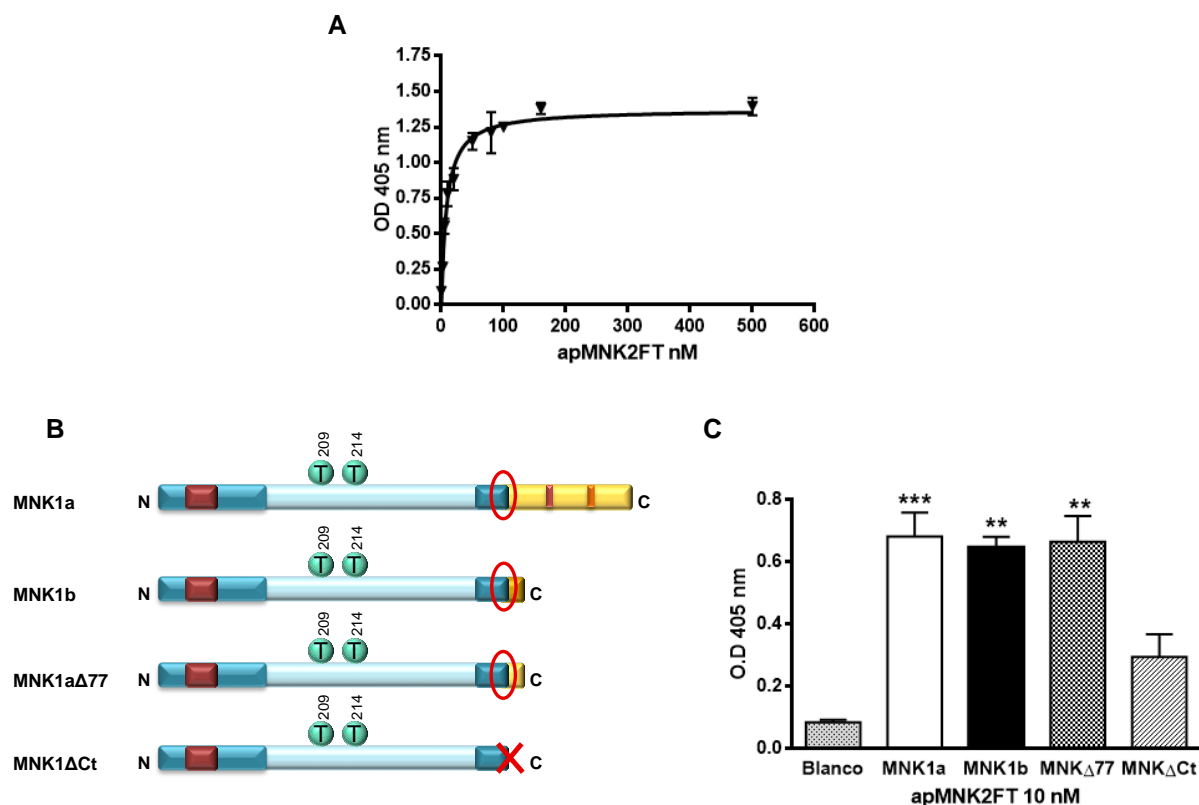 A
1.75
1.50
1.25
1.00
0.75
0.50
0.25
0.00
OD 405 nm
0 100 200 300 400 500 600
apMNK2FT nM
B
209 214
T T
MNK1a N C
209 214
T T
MNK1b N C
209 214
T T
MNK1aΔ77 N C
209 214
T T
MNK1ΔCt N C
C
0.8
0.6
0.4
0.2
0.0
O.D 405 nm
*** ** **
Blanco MNK1a MNK1b MNKΔ77 MNKΔCt
apMNK2FT 10 nM